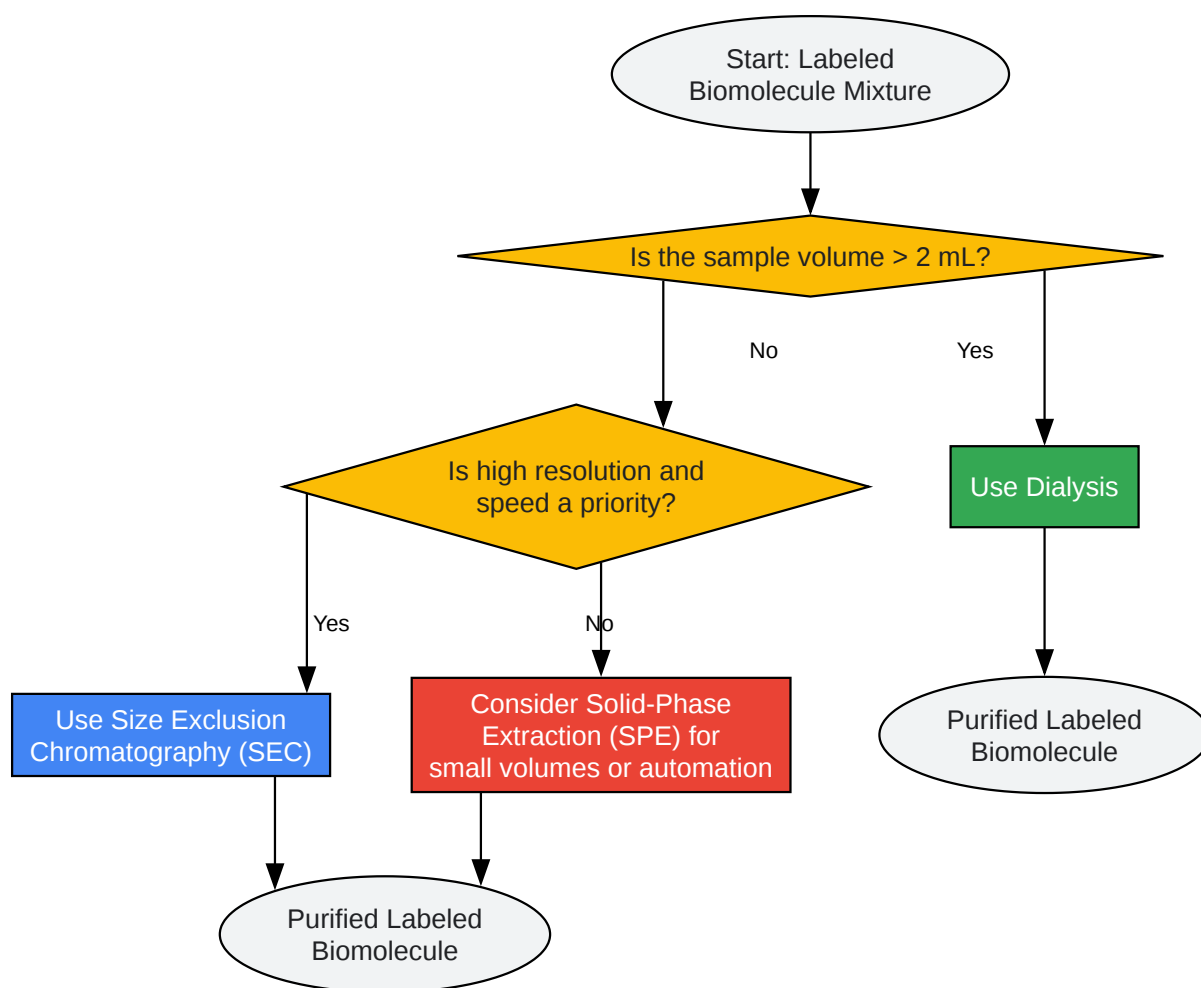 Start: Labeled
Biomolecule Mixture
Is the sample volume > 2 mL?
No
Yes
Is high resolution and
speed a priority?
Use Dialysis
Yes
No
Use Size Exclusion
Chromatography (SEC)
Consider Solid-Phase
Extraction (SPE) for
small volumes or automation
Purified Labeled
Biomolecule
Purified Labeled
Biomolecule